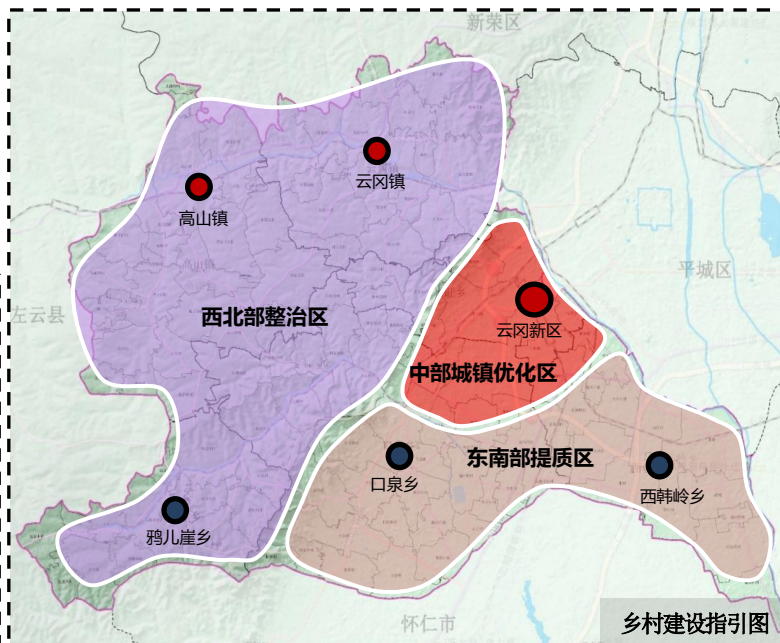 新荣区
云冈镇
高山镇
平城区
左云县
西北部整治区
云冈新区
中部城镇优化区
东南部提质区
口泉乡
西韩岭乡
鸦儿崖乡
怀仁市
乡村建设指引图